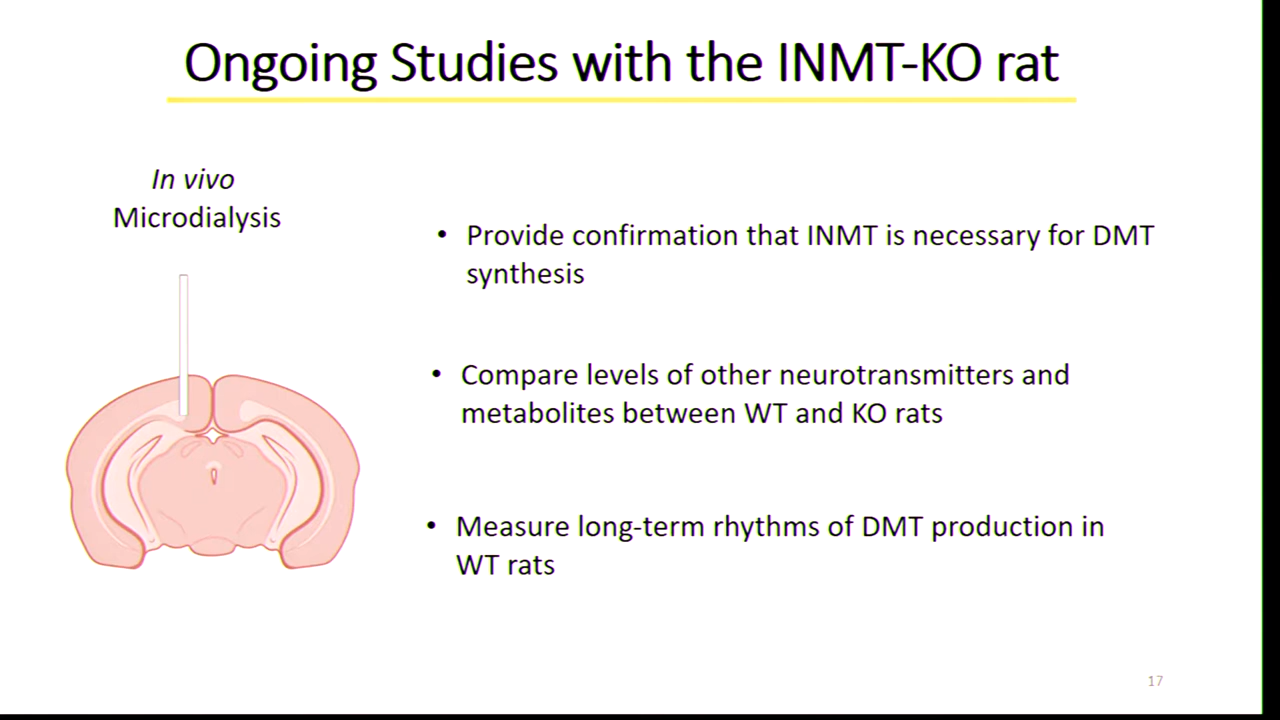 Ongoing Studies with the INMT-KO rat
In vivo
Microdialysis
• Provide confirmation that INMT is necessary for DMT
synthesis
• Compare levels of other neurotransmitters and
metabolites between WT and KO rats
• Measure long-term rhythms of DMT production in
WT rats
17